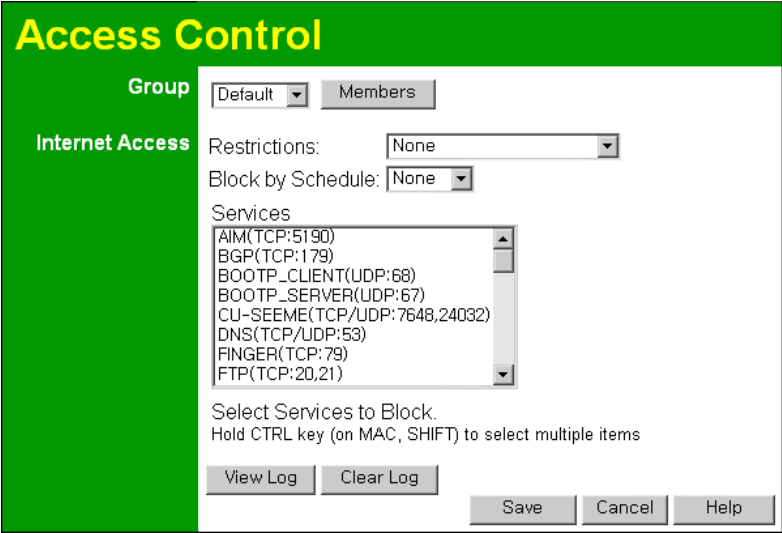 Access Control
Group Default Members
Internet Access Restrictions: None
Block by Schedule: None
Services
AIM(TCP:5190)
BGP(TCP:179)
BOOTP_CLIENT(UDP:68)
BOOTP_SERVER(UDP:67)
CU-SEEME(TCP/UDP:7648,24032)
DNS(TCP/UDP:53)
FINGER(TCP:79)
FTP(TCP:20,21)
Select Services to Block.
Hold CTRL key (on MAC, SHIFT) to select multiple items
View Log Clear Log
Save Cancel Help